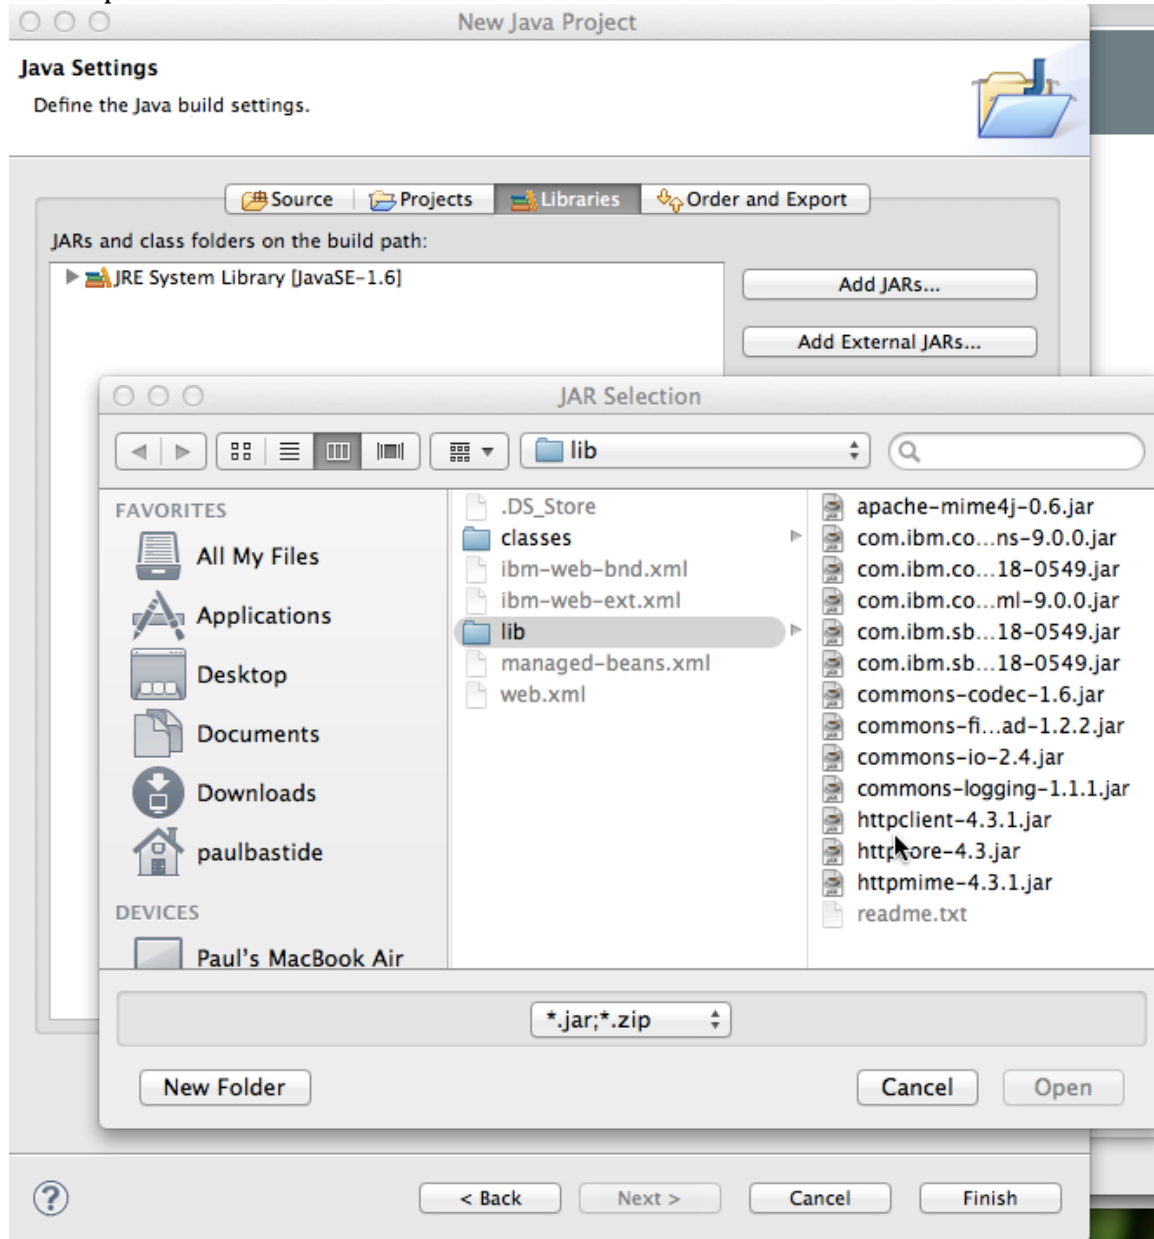 New Java Project
Java Settings
Define the Java build settings.
Source Projects Libraries Order and Export
JARs and class folders on the build path:
JRE System Library [JavaSE-1.6]
Add JARs...
Add External JARs...
JAR Selection
lib
FAVORITES
All My Files
Applications
Desktop
Documents
Downloads
paulbastide
DEVICES
Paul's MacBook Air
.DS_Store
classes
ibm-web-bnd.xml
ibm-web-ext.xml
lib
managed-beans.xml
web.xml
apache-mime4j-0.6.jar
com.ibm.co...ns-9.0.0.jar
com.ibm.co...18-0549.jar
com.ibm.co...ml-9.0.0.jar
com.ibm.sb...18-0549.jar
com.ibm.sb...18-0549.jar
commons-codec-1.6.jar
commons-fi...ad-1.2.2.jar
commons-io-2.4.jar
commons-logging-1.1.1.jar
httpclient-4.3.1.jar
httpcore-4.3.jar
httpmime-4.3.1.jar
readme.txt
*.jar;*.zip
New Folder Cancel Open
? < Back Next > Cancel Finish